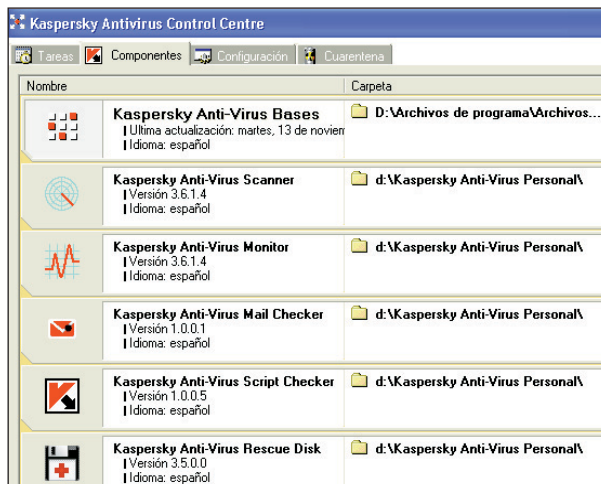 Kaspersky Antivirus Control Centre
Tareas Componentes Configuración Cuarentena
Nombre Carpeta
Kaspersky Anti-Virus Bases D:\Archivos de programa\Archivos...
Ultima actualización: martes, 13 de novien
Idioma: español
Kaspersky Anti-Virus Scanner d:\Kaspersky Anti-Virus Personal\
Versión 3.6.1.4
Idioma: español
Kaspersky Anti-Virus Monitor d:\Kaspersky Anti-Virus Personal\
Versión 3.6.1.4
Idioma: español
Kaspersky Anti-Virus Mail Checker d:\Kaspersky Anti-Virus Personal\
Versión 1.0.0.1
Idioma: español
Kaspersky Anti-Virus Script Checker d:\Kaspersky Anti-Virus Personal\
Versión 1.0.0.5
Idioma: español
Kaspersky Anti-Virus Rescue Disk d:\Kaspersky Anti-Virus Personal\
Versión 3.5.0.0
Idioma: español